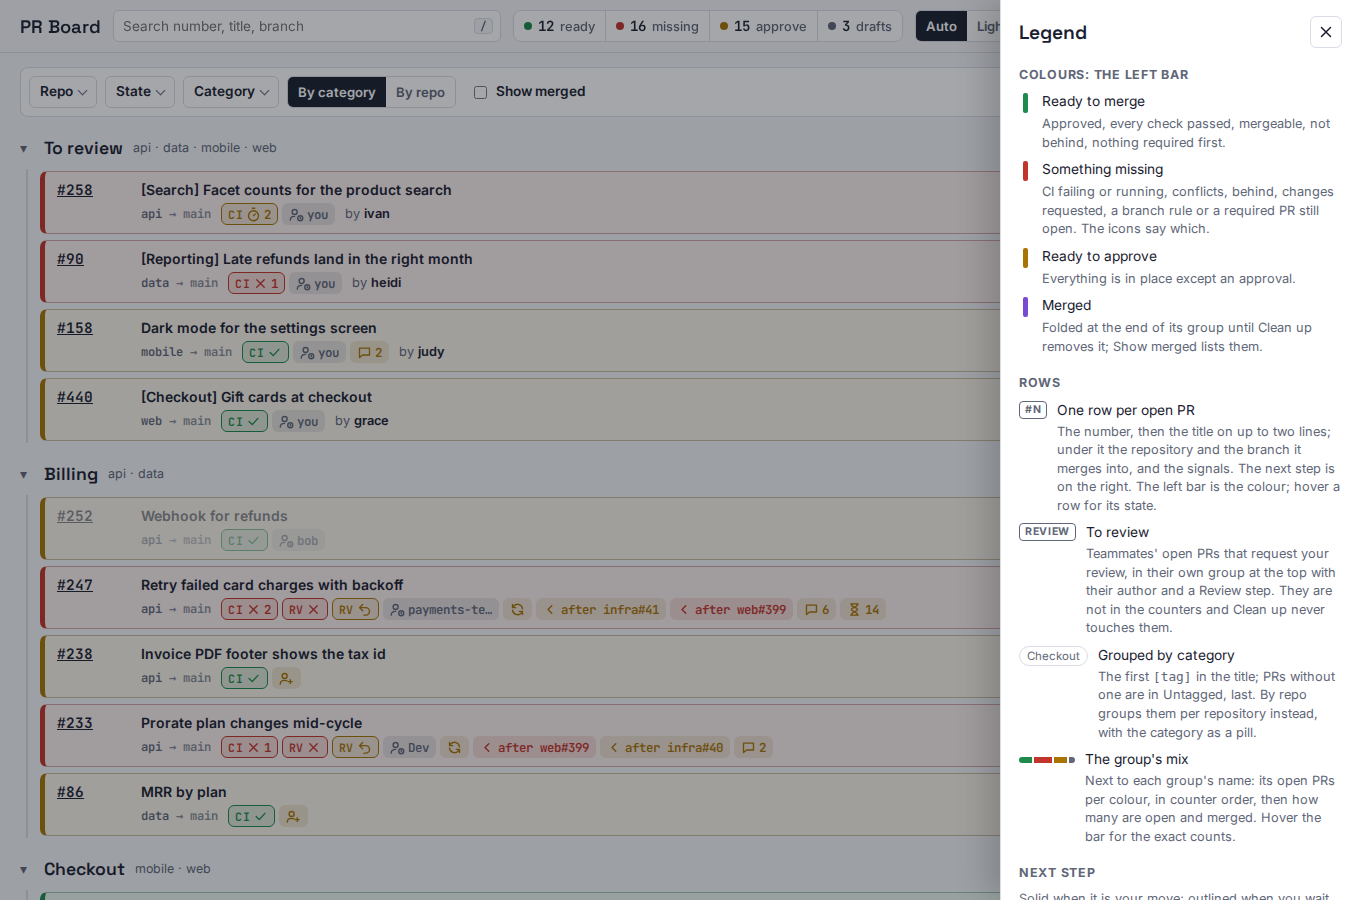 PR Board
Search number, title, branch /
12 ready 16 missing 15 approve 3 drafts
Auto Ligh
Repo State Category By category By repo Show merged
To review api · data · mobile · web
#258 [Search] Facet counts for the product search
api → main CI 2 you by ivan
#90 [Reporting] Late refunds land in the right month
data → main CI 1 you by heidi
#158 Dark mode for the settings screen
mobile → main CI you 2 by judy
#440 [Checkout] Gift cards at checkout
web → main CI you by grace
Billing api · data
#252 Webhook for refunds
api → main CI bob
#247 Retry failed card charges with backoff
api → main CI 2 RV RV payments-te… after infra#41 after web#399 6 14
#238 Invoice PDF footer shows the tax id
api → main CI
#233 Prorate plan changes mid-cycle
api → main CI 1 RV RV Dev after web#399 after infra#40 2
#86 MRR by plan
data → main CI
Checkout mobile · web
Legend
COLOURS: THE LEFT BAR
Ready to merge
Approved, every check passed, mergeable, not
behind, nothing required first.
Something missing
CI failing or running, conflicts, behind, changes
requested, a branch rule or a required PR still
open. The icons say which.
Ready to approve
Everything is in place except an approval.
Merged
Folded at the end of its group until Clean up
removes it; Show merged lists them.
ROWS
#N One row per open PR
The number, then the title on up to two lines;
under it the repository and the branch it
merges into, and the signals. The next step is
on the right. The left bar is the colour; hover a
row for its state.
REVIEW To review
Teammates' open PRs that request your
review, in their own group at the top with
their author and a Review step. They are
not in the counters and Clean up never
touches them.
Checkout Grouped by category
The first [tag] in the title; PRs without
one are in Untagged, last. By repo
groups them per repository instead,
with the category as a pill.
The group's mix
Next to each group's name: its open PRs
per colour, in counter order, then how
many are open and merged. Hover the
bar for the exact counts.
NEXT STEP
Solid when it is your move; outlined when you wait